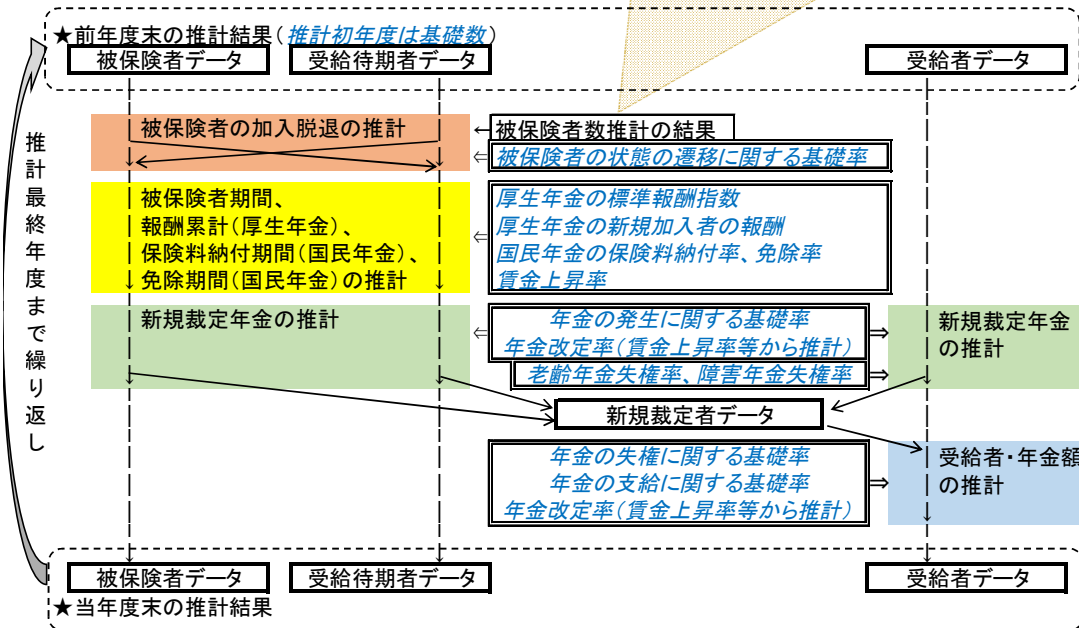 ★前年度末の推計結果(推計初年度は基礎数)
被保険者データ
受給待期者データ
受給者データ
推計最終年度まで繰り返し
被保険者の加入脱退の推計
←被保険者数推計の結果
⇐被保険者の状態の遷移に関する基礎率
被保険者期間、
報酬累計(厚生年金)、
保険料納付期間(国民年金)、
免除期間(国民年金)の推計
厚生年金の標準報酬指数
厚生年金の新規加入者の報酬
⇐国民年金の保険料納付率、免除率
賃金上昇率
新規裁定年金の推計
⇐年金の発生に関する基礎率⇒
年金改定率(賃金上昇率等から推計)
老齢年金失権率、障害年金失権率⇒
新規裁定年金
の推計
新規裁定者データ
年金の失権に関する基礎率
年金の支給に関する基礎率⇒
年金改定率(賃金上昇率等から推計)
受給者・年金額
の推計
被保険者データ
受給待期者データ
受給者データ
★当年度末の推計結果